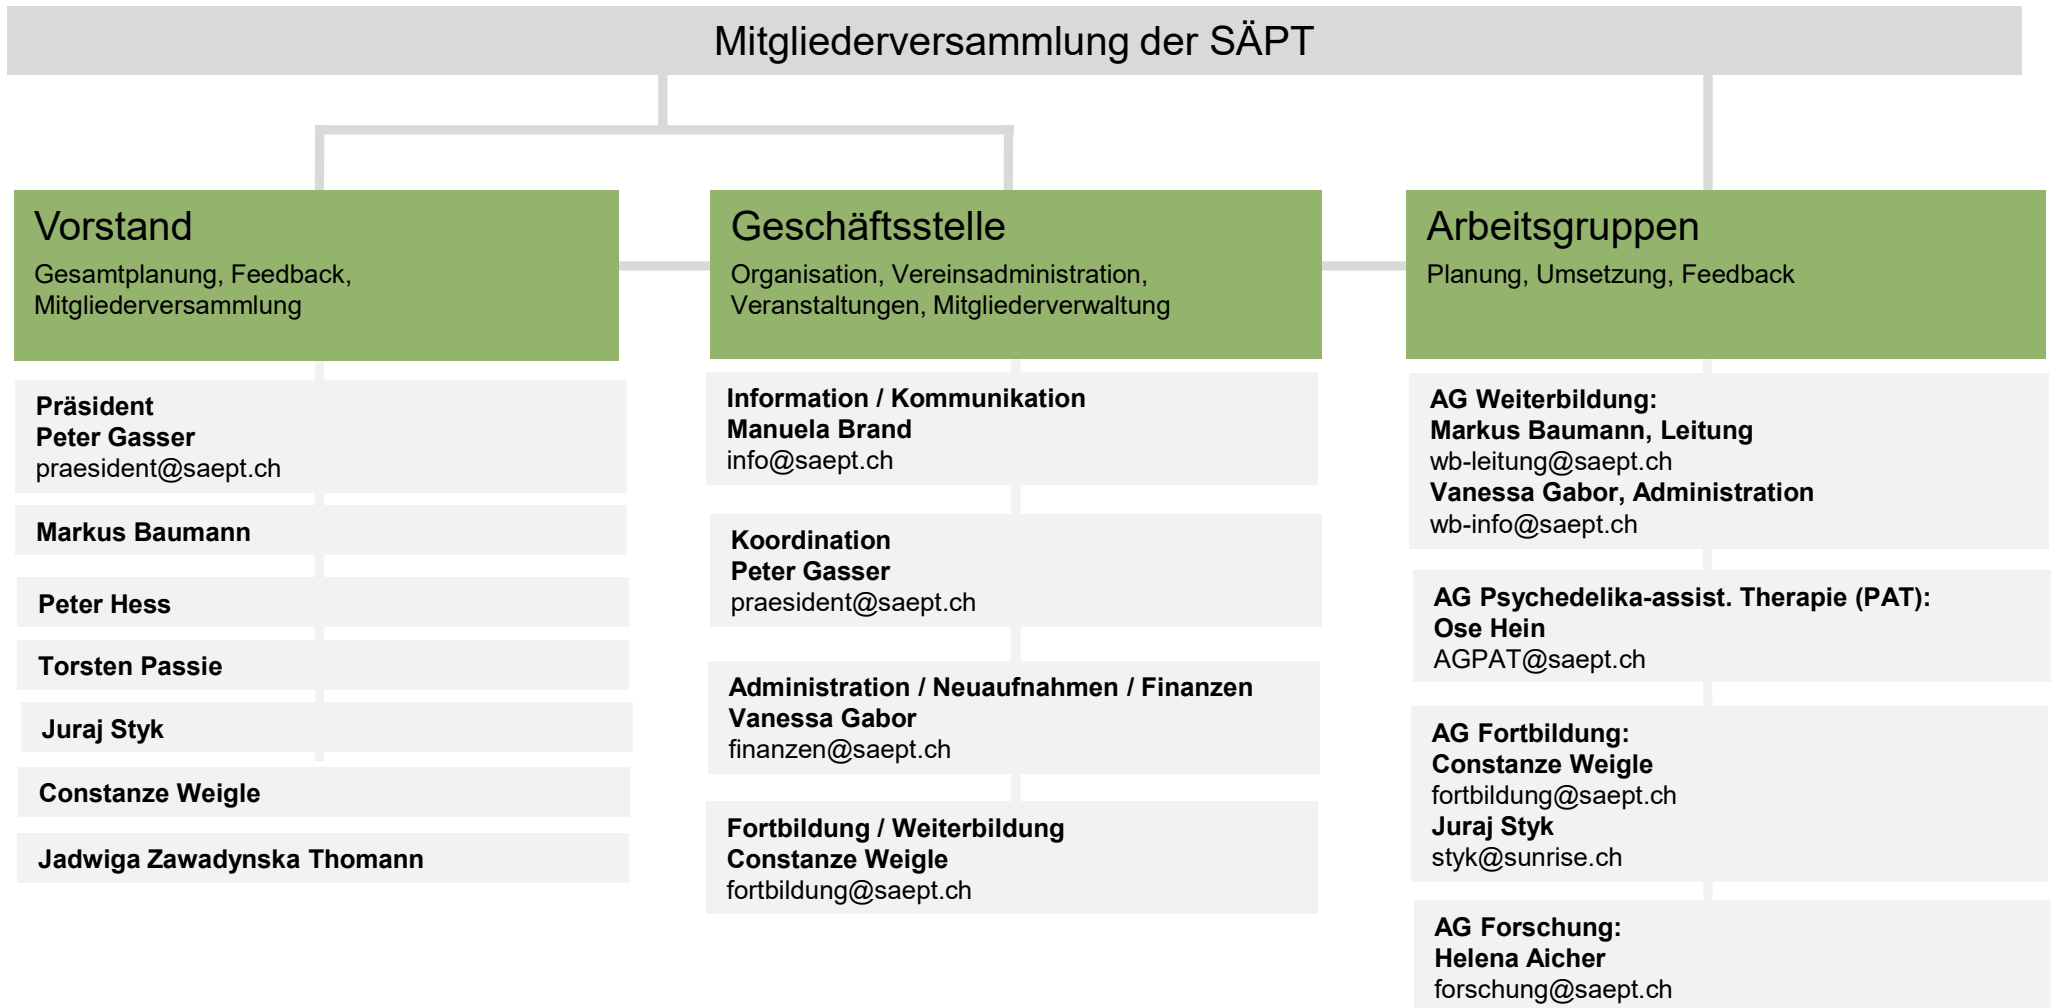 Mitgliederversammlung der SÄPT
Vorstand
Gesamtplanung, Feedback,
Mitgliederversammlung
Präsident
Peter Gasser
praesident@saept.ch
Markus Baumann
Peter Hess
Torsten Passie
Juraj Styk
Constanze Weigle
Jadwiga Zawadynska Thomann
Geschäftsstelle
Organisation, Vereinsadministration,
Veranstaltungen, Mitgliederverwaltung
Information / Kommunikation
Manuela Brand
info@saept.ch
Koordination
Peter Gasser
praesident@saept.ch
Administration / Neuaufnahmen / Finanzen
Vanessa Gabor
finanzen@saept.ch
Fortbildung / Weiterbildung
Constanze Weigle
fortbildung@saept.ch
Arbeitsgruppen
Planung, Umsetzung, Feedback
AG Weiterbildung:
Markus Baumann, Leitung
wb-leitung@saept.ch
Vanessa Gabor, Administration
wb-info@saept.ch
AG Psychedelika-assist. Therapie (PAT):
Ose Hein
AGPAT@saept.ch
AG Fortbildung:
Constanze Weigle
fortbildung@saept.ch
Juraj Styk
styk@sunrise.ch
AG Forschung:
Helena Aicher
forschung@saept.ch